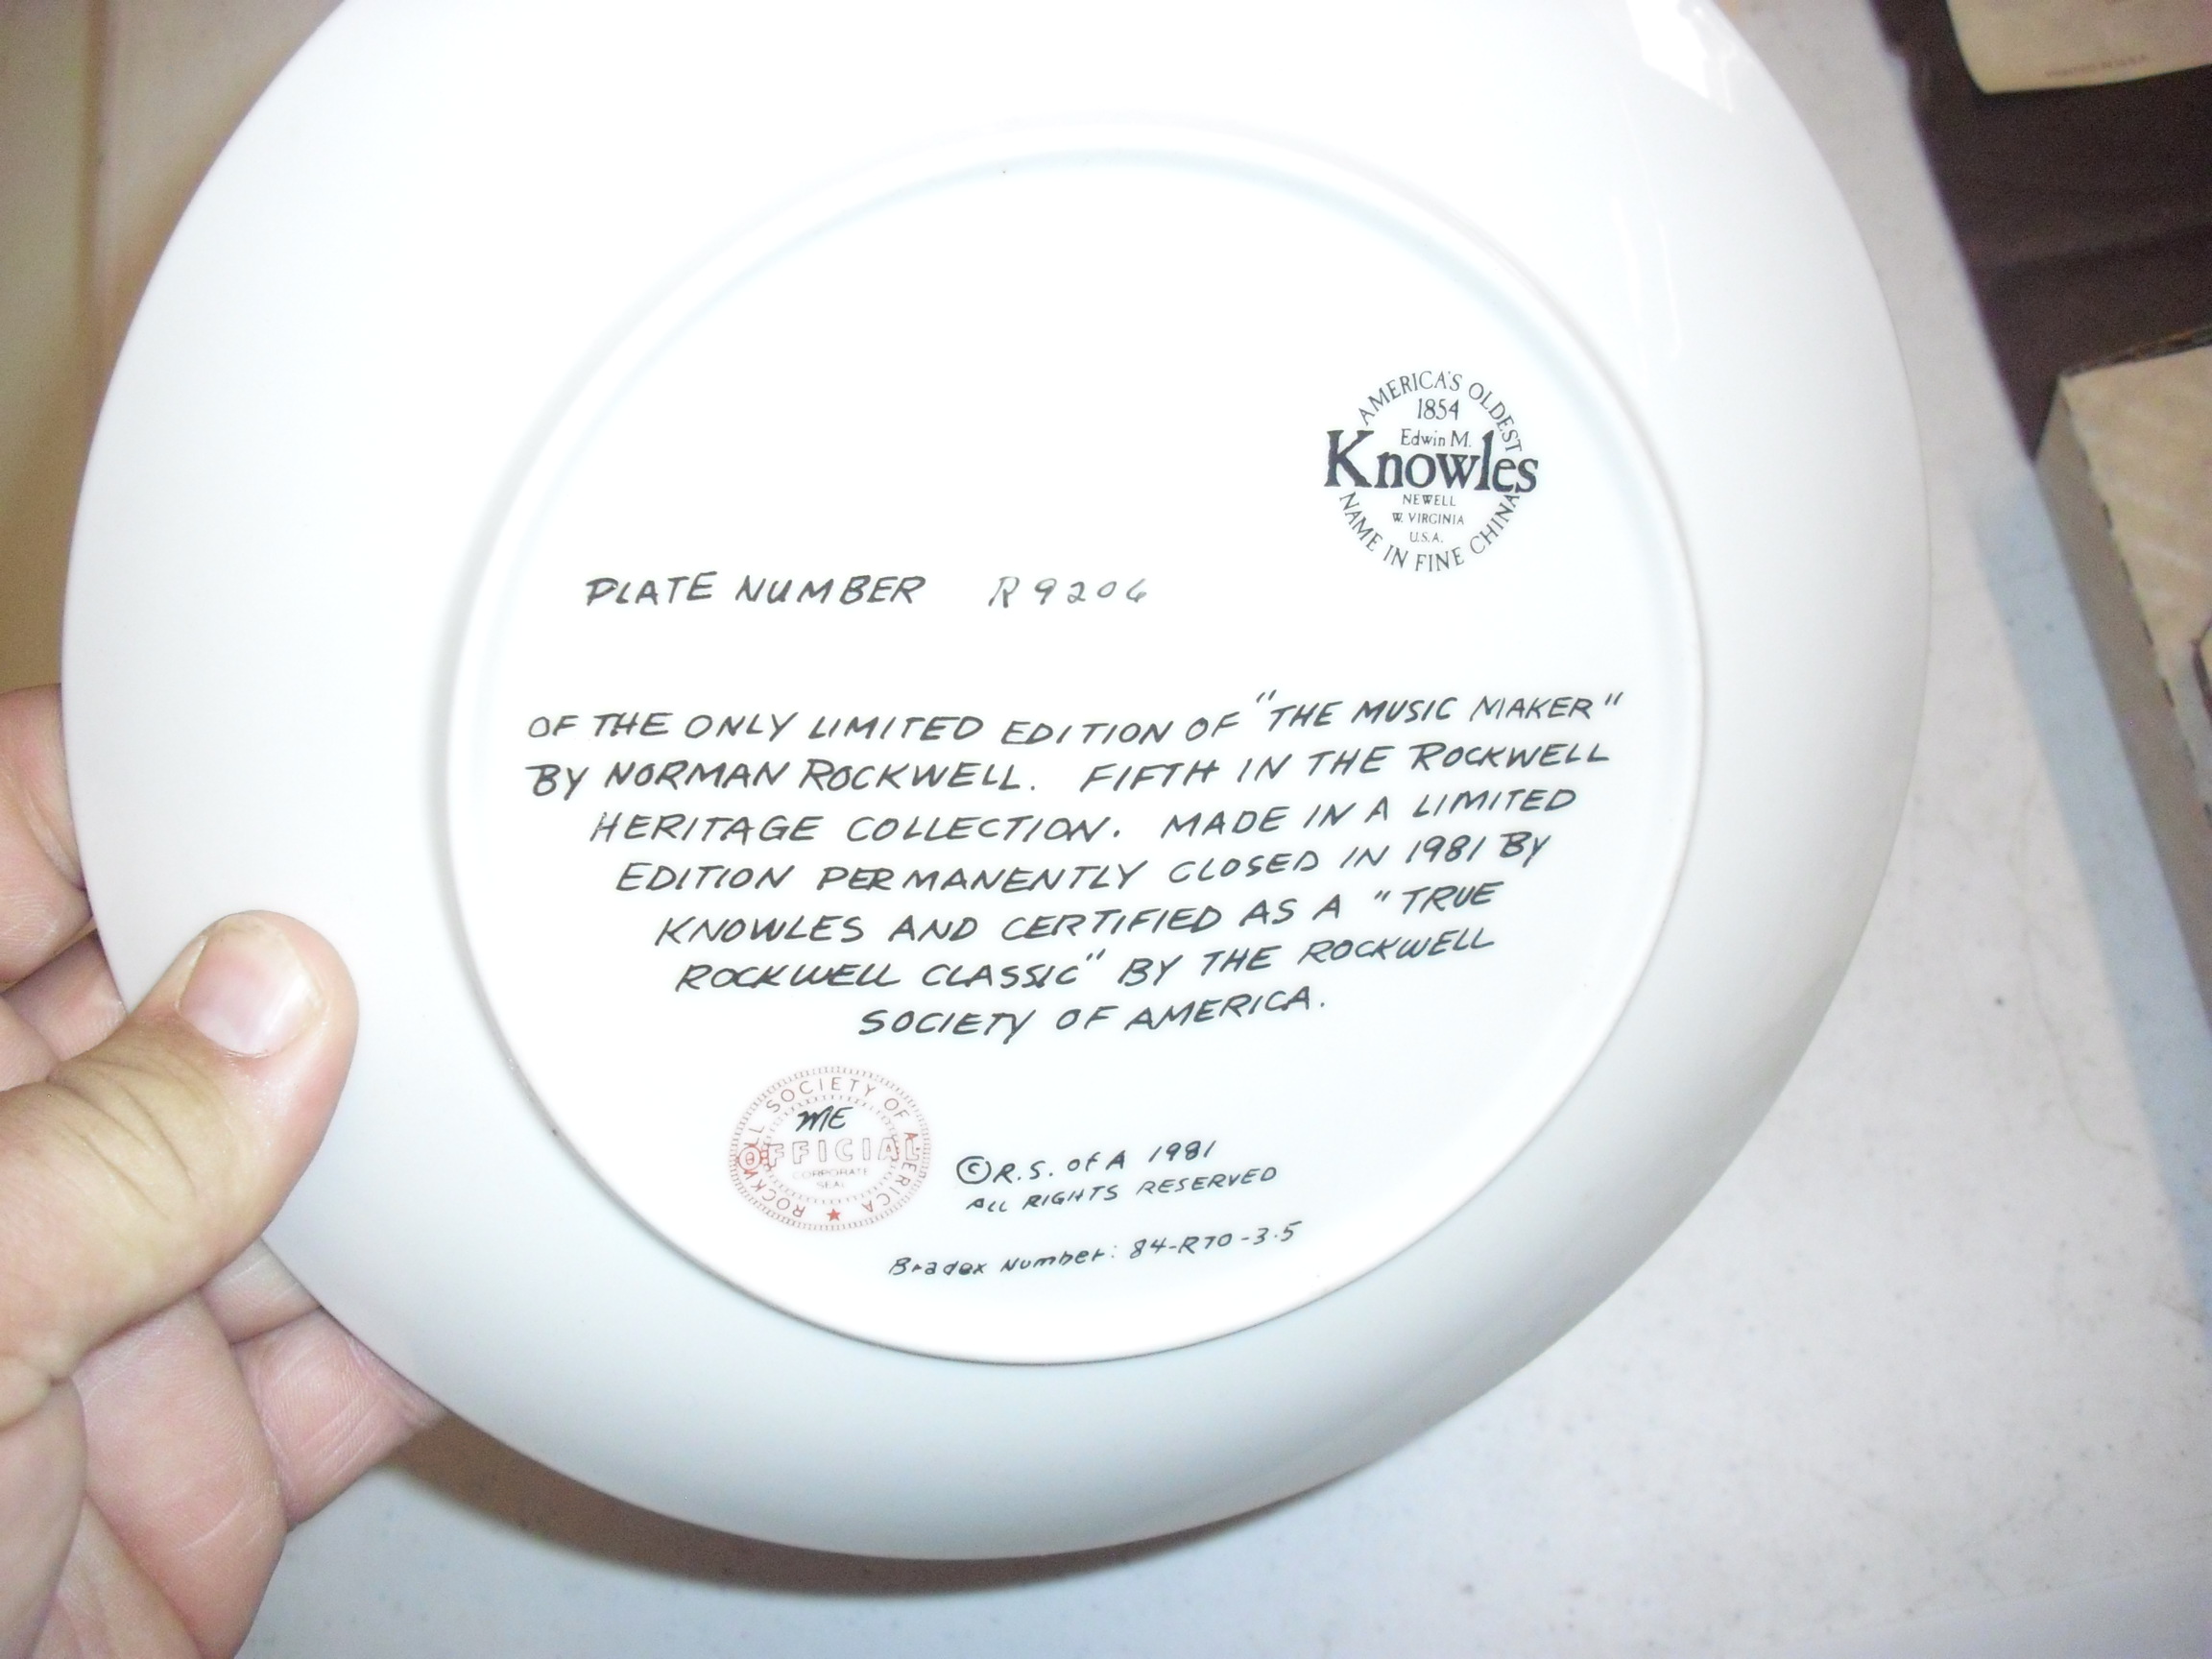 AMERICA'S OLDEST
1854
Edwin M.
Knowles
NEWELL
W. VIRGINIA
U.S.A.
NAME IN FINE CHINA
PLATE NUMBER R9206
OF THE ONLY LIMITED EDITION OF "THE MUSIC MAKER"
BY NORMAN ROCKWELL. FIFTH IN THE ROCKWELL
HERITAGE COLLECTION. MADE IN A LIMITED
EDITION PERMANENTLY CLOSED IN 1981 BY
KNOWLES AND CERTIFIED AS A "TRUE
ROCKWELL CLASSIC" BY THE ROCKWELL
SOCIETY OF AMERICA.
ROCKWELL SOCIETY OF AMERICA
ME
OFFICIAL
CORPORATE
SEAL
© R.S. of A 1981
ALL RIGHTS RESERVED
Bradex Number: 84-R70-3.5